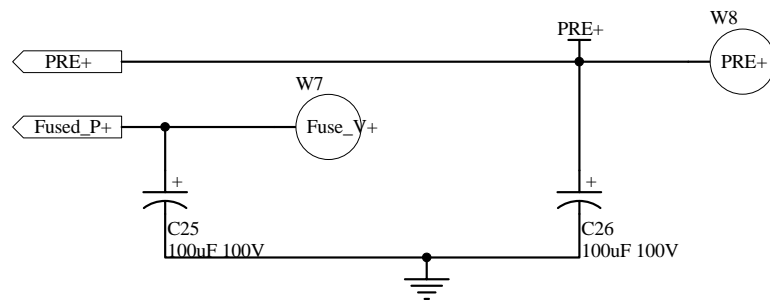 W8
PRE+
PRE+
PRE+
W7
Fused_P+
Fuse_V+
+
+
C25
100uF 100V
C26
100uF 100V